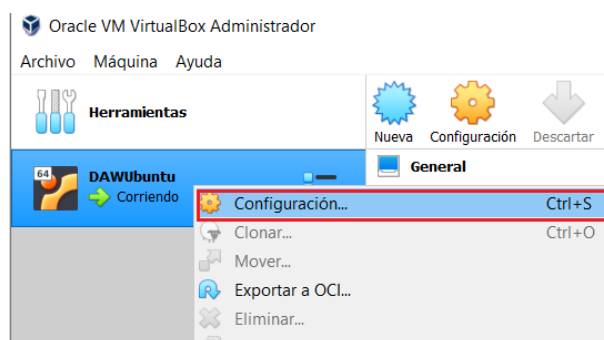 Oracle VM VirtualBox Administrador
Archivo Máquina Ayuda
Herramientas
Nueva Configuración Descartar
General
64
DAWUbuntu
Corriendo
Configuración... Ctrl+S
Clonar... Ctrl+O
Mover...
Exportar a OCI...
Eliminar...